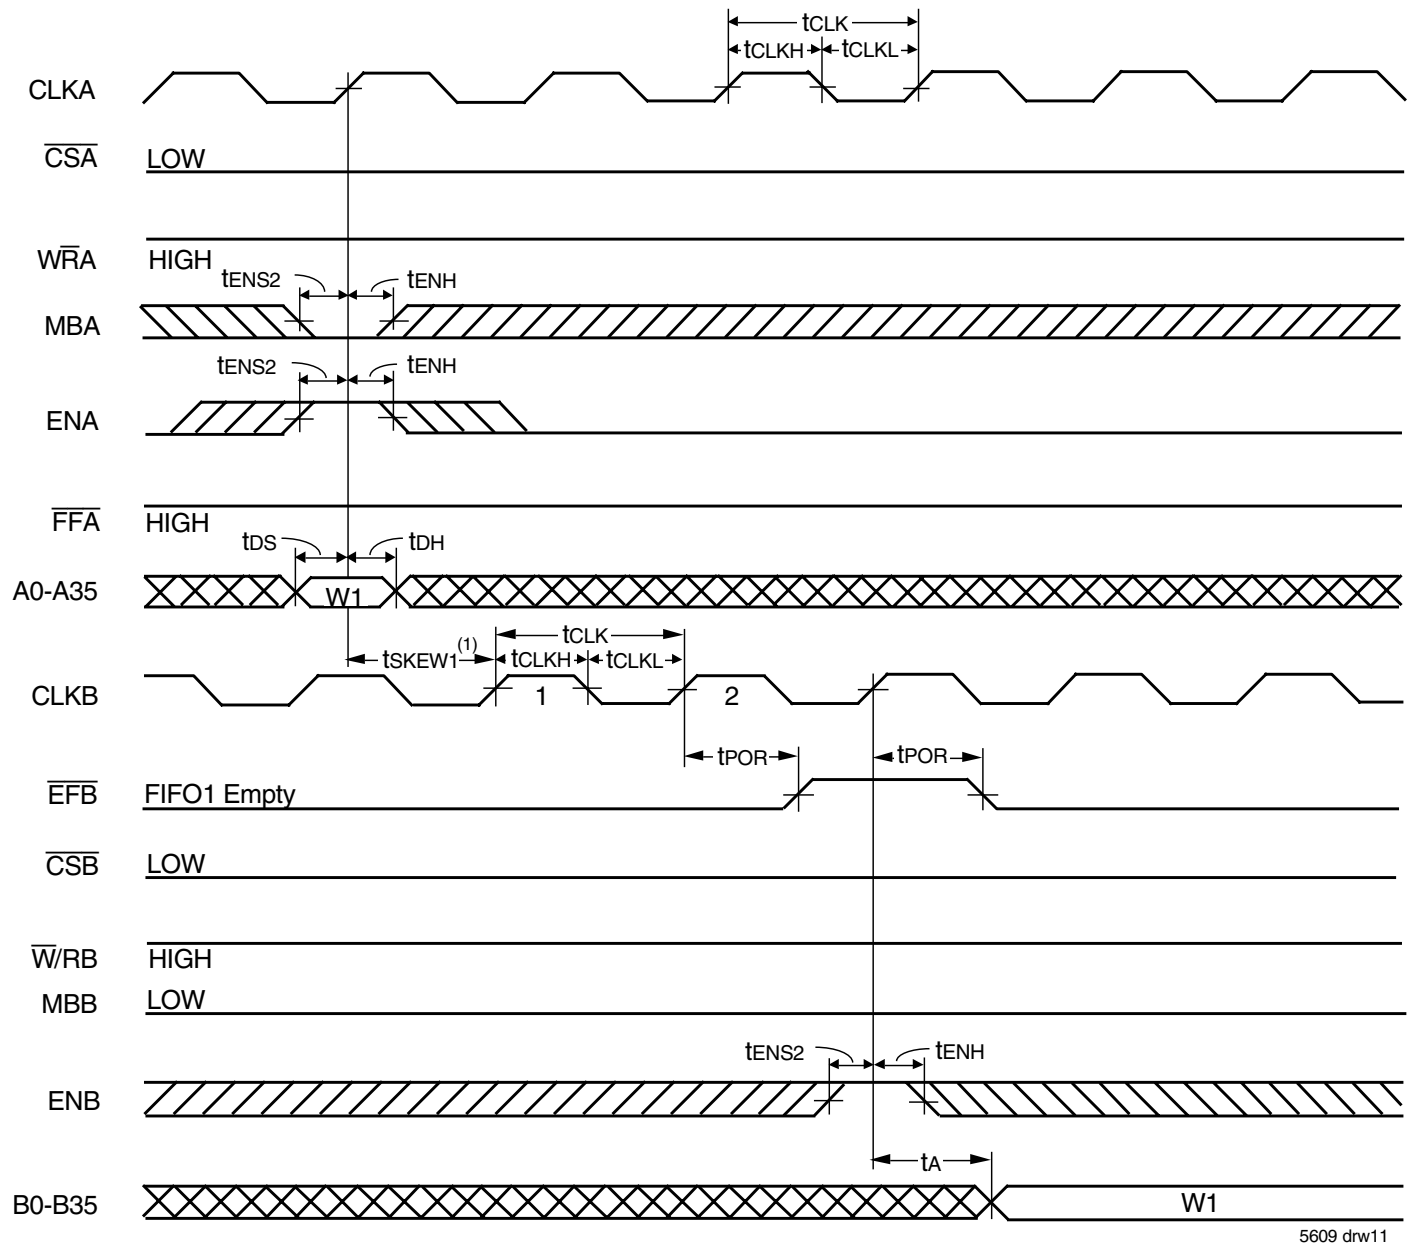 tCLK
tCLKH tCLKL
CLKA
CSA LOW
WRA HIGH
tENS2 tENH
MBA
tENS2 tENH
ENA
FFA HIGH
tDS tDH
A0-A35 W1
tCLK
tSKEW1(1) tCLKH tCLKL
CLKB 1 2
tPOR tPOR
EFB FIFO1 Empty
CSB LOW
W/RB HIGH
MBB LOW
tENS2 tENH
ENB
tA
B0-B35 W1
5609 drw11